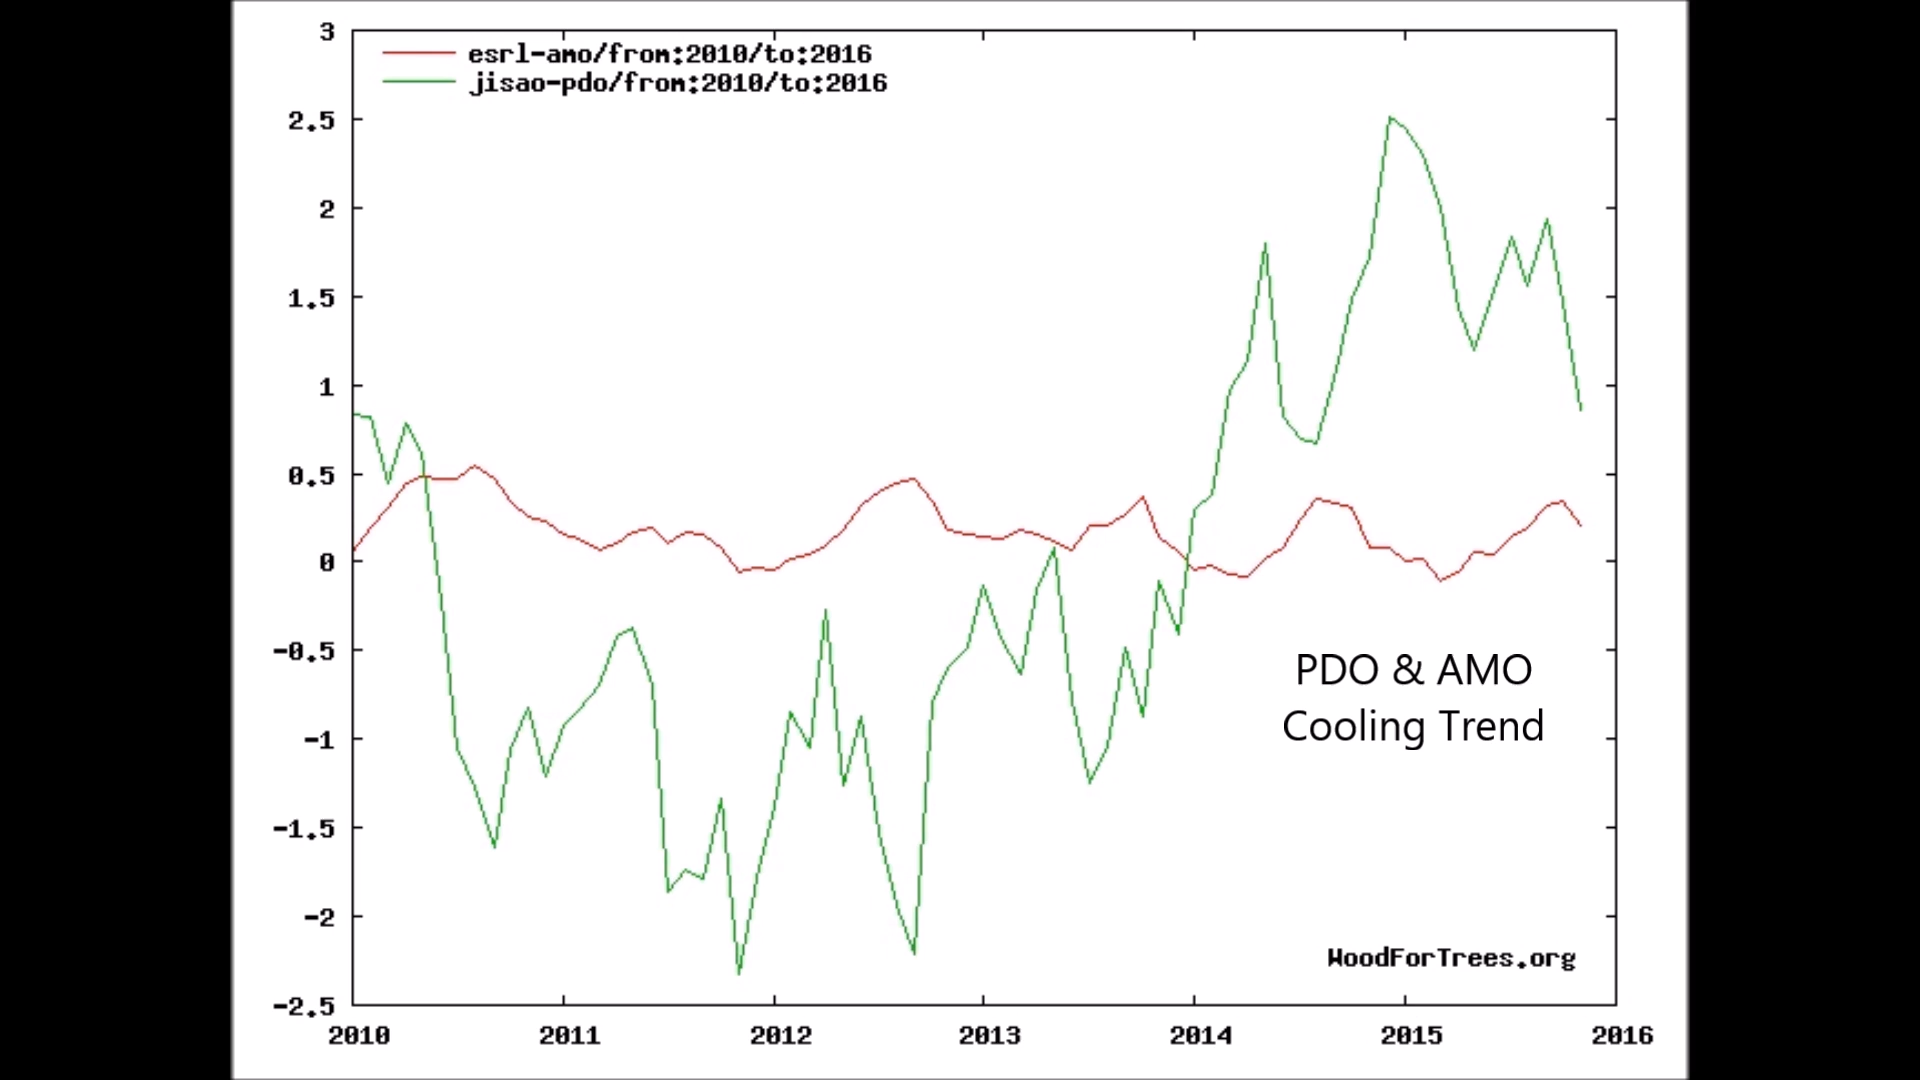 3
esrl-amo/from:2010/to:2016
jisao-pdo/from:2010/to:2016
2.5
2
1.5
1
0.5
0
-0.5
PDO & AMO
Cooling Trend
-1
-1.5
-2
WoodForTrees.org
-2.5
2010 2011 2012 2013 2014 2015 2016